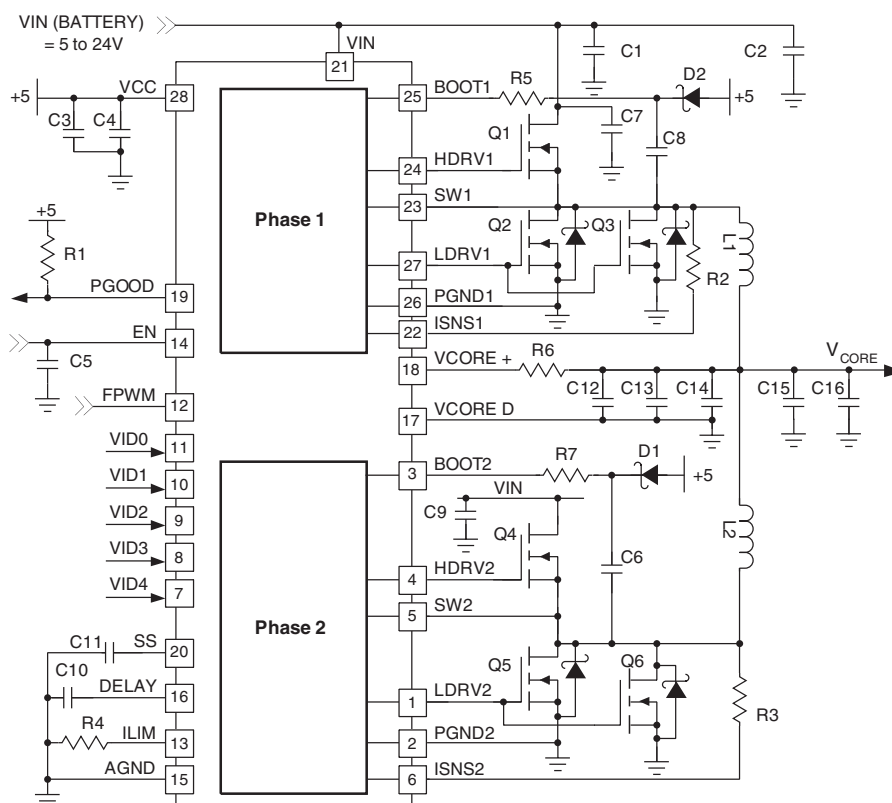 VIN (BATTERY)
= 5 to 24V
VIN
21
C1
C2
VCC
28
+5
C3
C4
25
BOOT1
R5
D2
+5
C7
C8
Q1
24
HDRV1
Phase 1
23
SW1
Q2
Q3
L1
+5
R1
27
LDRV1
R2
PGOOD
19
26
PGND1
22
ISNS1
EN
14
C5
18
VCORE +
R6
VCORE
C12
C13
C14
C15
C16
FPWM
12
17
VCORE D
VID0
11
VID1
10
VID2
9
VID3
8
VID4
7
3
BOOT2
R7
D1
+5
VIN
C9
Q4
C6
L2
4
HDRV2
5
SW2
Phase 2
C11
SS
20
C10
DELAY
16
Q5
Q6
1
LDRV2
R3
R4
ILIM
13
2
PGND2
AGND
15
6
ISNS2